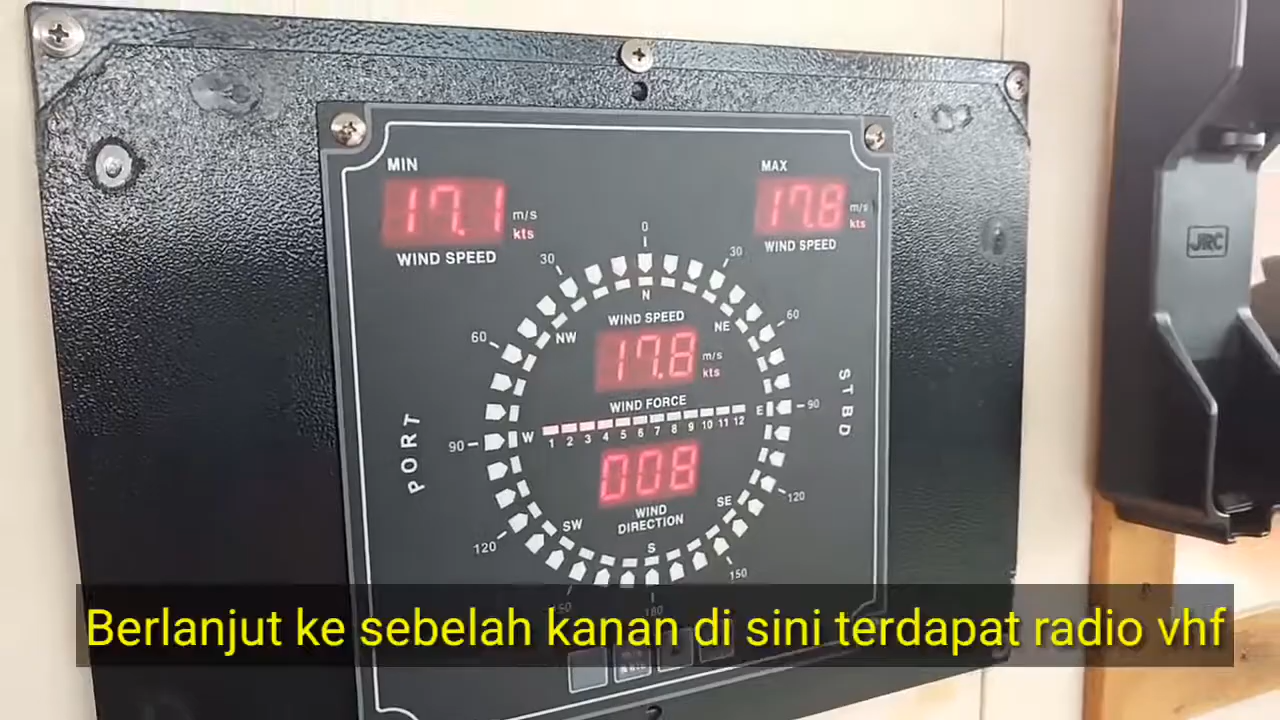 MIN
MAX
17.1 m/s kts
17.8 m/s kts
WIND SPEED
WIND SPEED
0
30
30
N
60
60
NW
NE
WIND SPEED
17.8 m/s kts
WIND FORCE
PORT
STBD
90
W
E
90
1 2 3 4 5 6 7 8 9 10 11 12
008
WIND DIRECTION
SW
SE
S
120
120
150
150
180
JRC
Berlanjut ke sebelah kanan di sini terdapat radio vhf